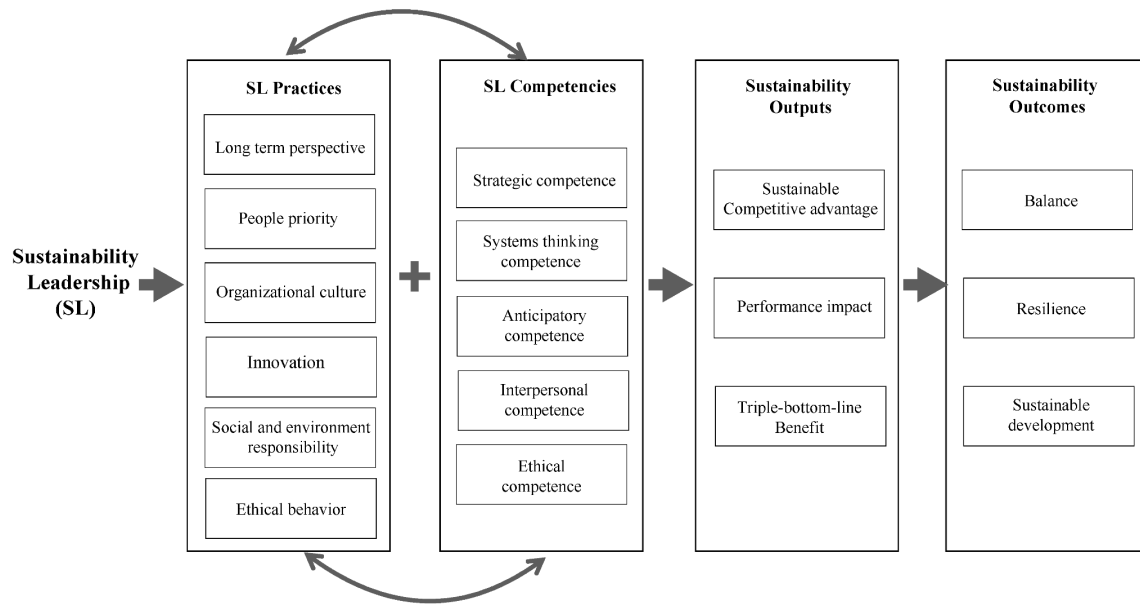 Sustainability
Leadership
(SL)
SL Practices
Long term perspective
People priority
Organizational culture
Innovation
Social and environment
responsibility
Ethical behavior
+
SL Competencies
Strategic competence
Systems thinking
competence
Anticipatory
competence
Interpersonal
competence
Ethical
competence
Sustainability
Outputs
Sustainable
Competitive advantage
Performance impact
Triple-bottom-line
Benefit
Sustainability
Outcomes
Balance
Resilience
Sustainable
development